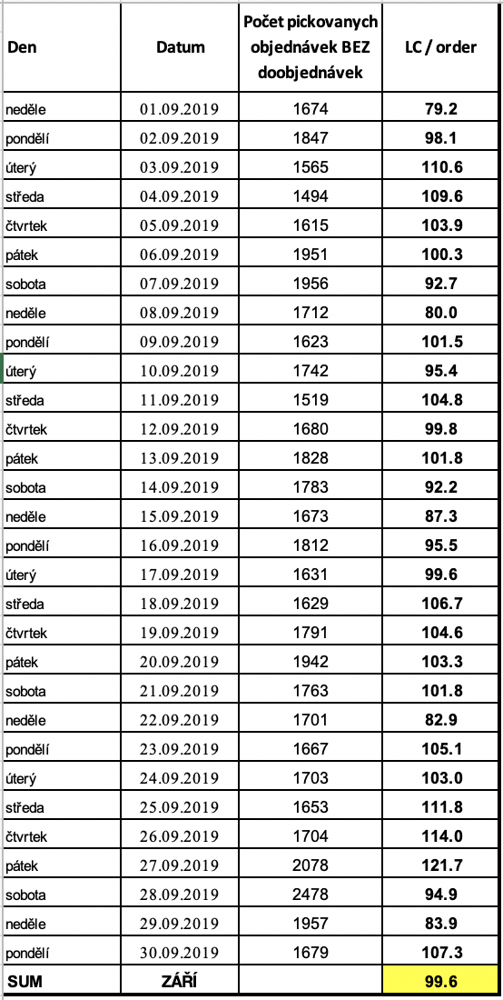 Den Datum Počet pickovanych objednávek BEZ doobjednávek LC / order
neděle 01.09.2019 1674 79.2
pondělí 02.09.2019 1847 98.1
úterý 03.09.2019 1565 110.6
středa 04.09.2019 1494 109.6
čtvrtek 05.09.2019 1615 103.9
pátek 06.09.2019 1951 100.3
sobota 07.09.2019 1956 92.7
neděle 08.09.2019 1712 80.0
pondělí 09.09.2019 1623 101.5
úterý 10.09.2019 1742 95.4
středa 11.09.2019 1519 104.8
čtvrtek 12.09.2019 1680 99.8
pátek 13.09.2019 1828 101.8
sobota 14.09.2019 1783 92.2
neděle 15.09.2019 1673 87.3
pondělí 16.09.2019 1812 95.5
úterý 17.09.2019 1631 99.6
středa 18.09.2019 1629 106.7
čtvrtek 19.09.2019 1791 104.6
pátek 20.09.2019 1942 103.3
sobota 21.09.2019 1763 101.8
neděle 22.09.2019 1701 82.9
pondělí 23.09.2019 1667 105.1
úterý 24.09.2019 1703 103.0
středa 25.09.2019 1653 111.8
čtvrtek 26.09.2019 1704 114.0
pátek 27.09.2019 2078 121.7
sobota 28.09.2019 2478 94.9
neděle 29.09.2019 1957 83.9
pondělí 30.09.2019 1679 107.3
SUM ZÁŘÍ 99.6